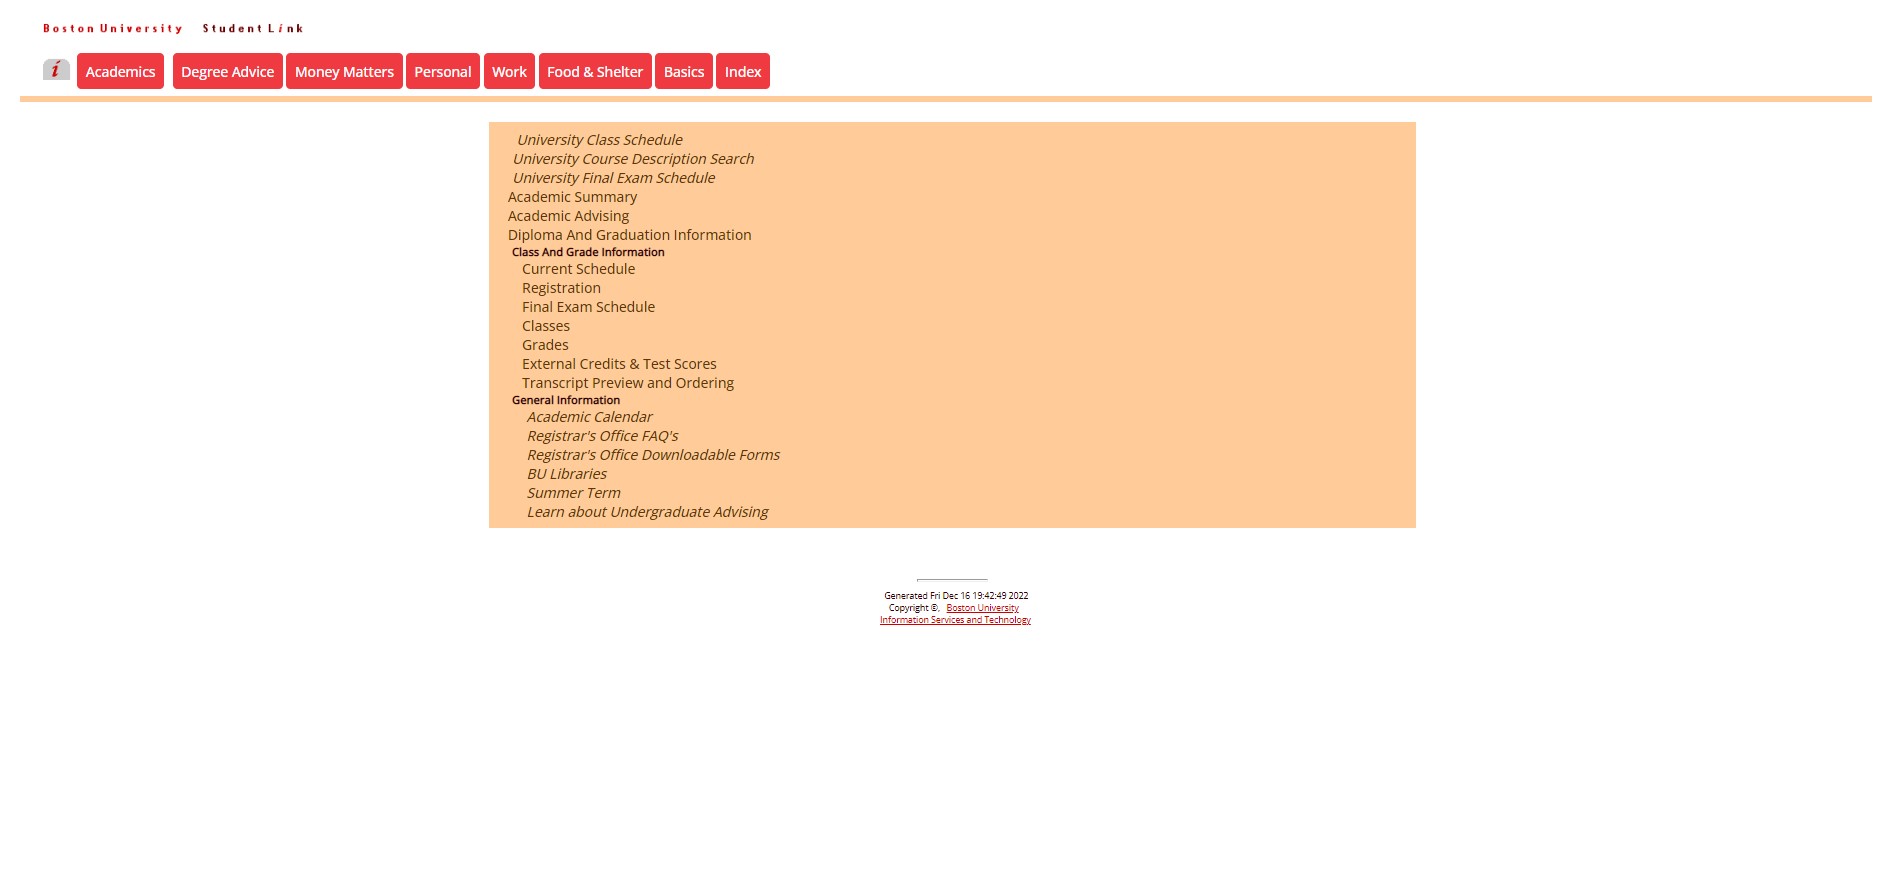 Boston University Student Link
i Academics Degree Advice Money Matters Personal Work Food & Shelter Basics Index
University Class Schedule
University Course Description Search
University Final Exam Schedule
Academic Summary
Academic Advising
Diploma And Graduation Information
Class And Grade Information
Current Schedule
Registration
Final Exam Schedule
Classes
Grades
External Credits & Test Scores
Transcript Preview and Ordering
General Information
Academic Calendar
Registrar's Office FAQ's
Registrar's Office Downloadable Forms
BU Libraries
Summer Term
Learn about Undergraduate Advising
Generated Fri Dec 16 19:42:49 2022
Copyright ©, Boston University
Information Services and Technology